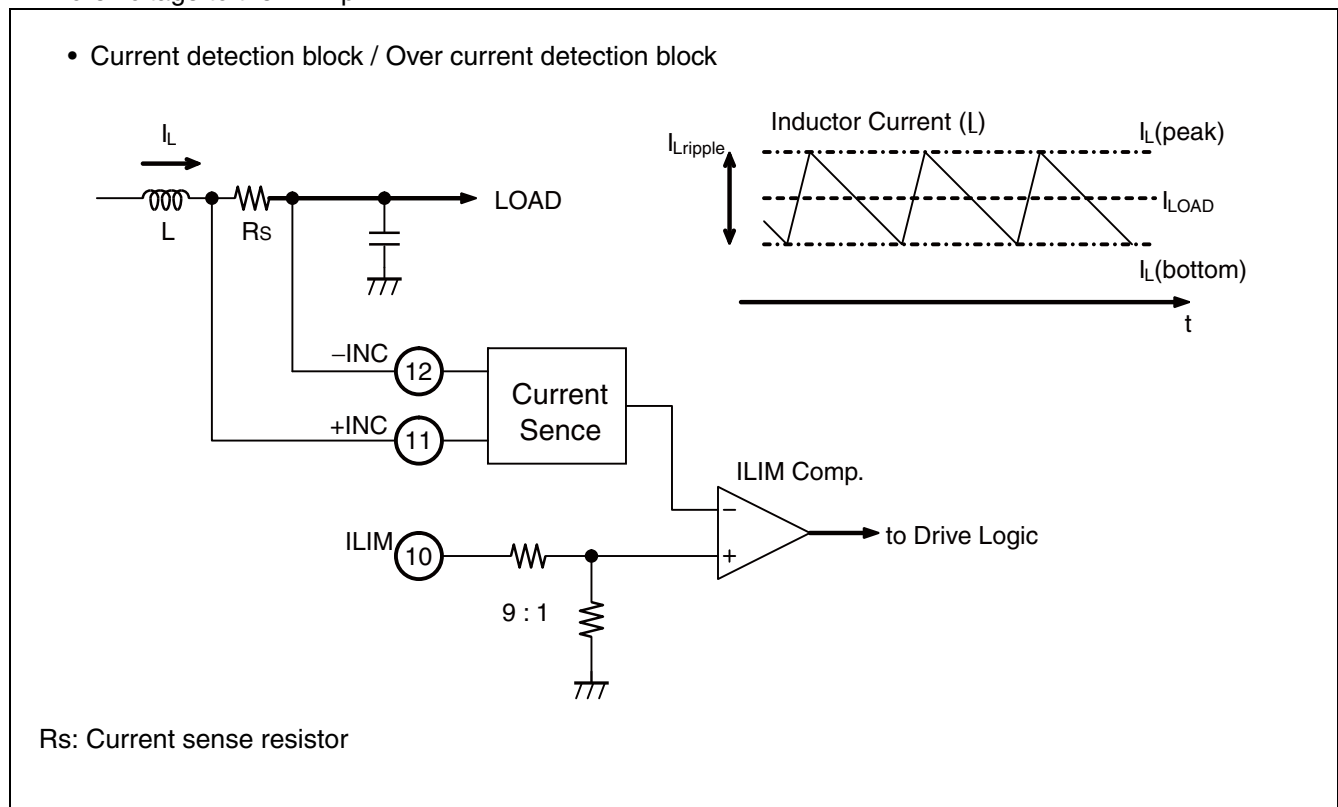 • Current detection block / Over current detection block
IL
L
Rs
LOAD
ILripple
Inductor Current (L)
IL(peak)
ILOAD
IL(bottom)
t
−INC
12
+INC
11
Current
Sence
ILIM Comp.
−
+
to Drive Logic
ILIM
10
9 : 1
Rs: Current sense resistor